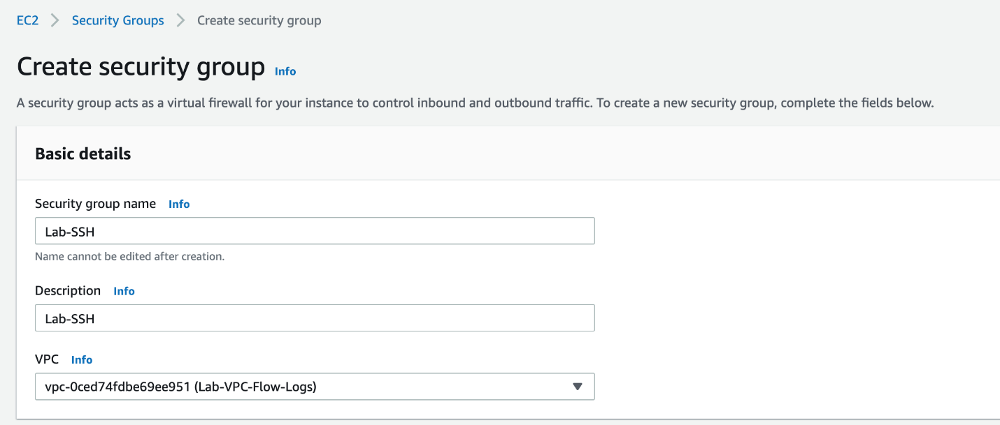 EC2 > Security Groups > Create security group
Create security group Info
A security group acts as a virtual firewall for your instance to control inbound and outbound traffic. To create a new security group, complete the fields below.
Basic details
Security group name Info
Lab-SSH
Name cannot be edited after creation.
Description Info
Lab-SSH
VPC Info
vpc-0ced74fdbe69ee951 (Lab-VPC-Flow-Logs)